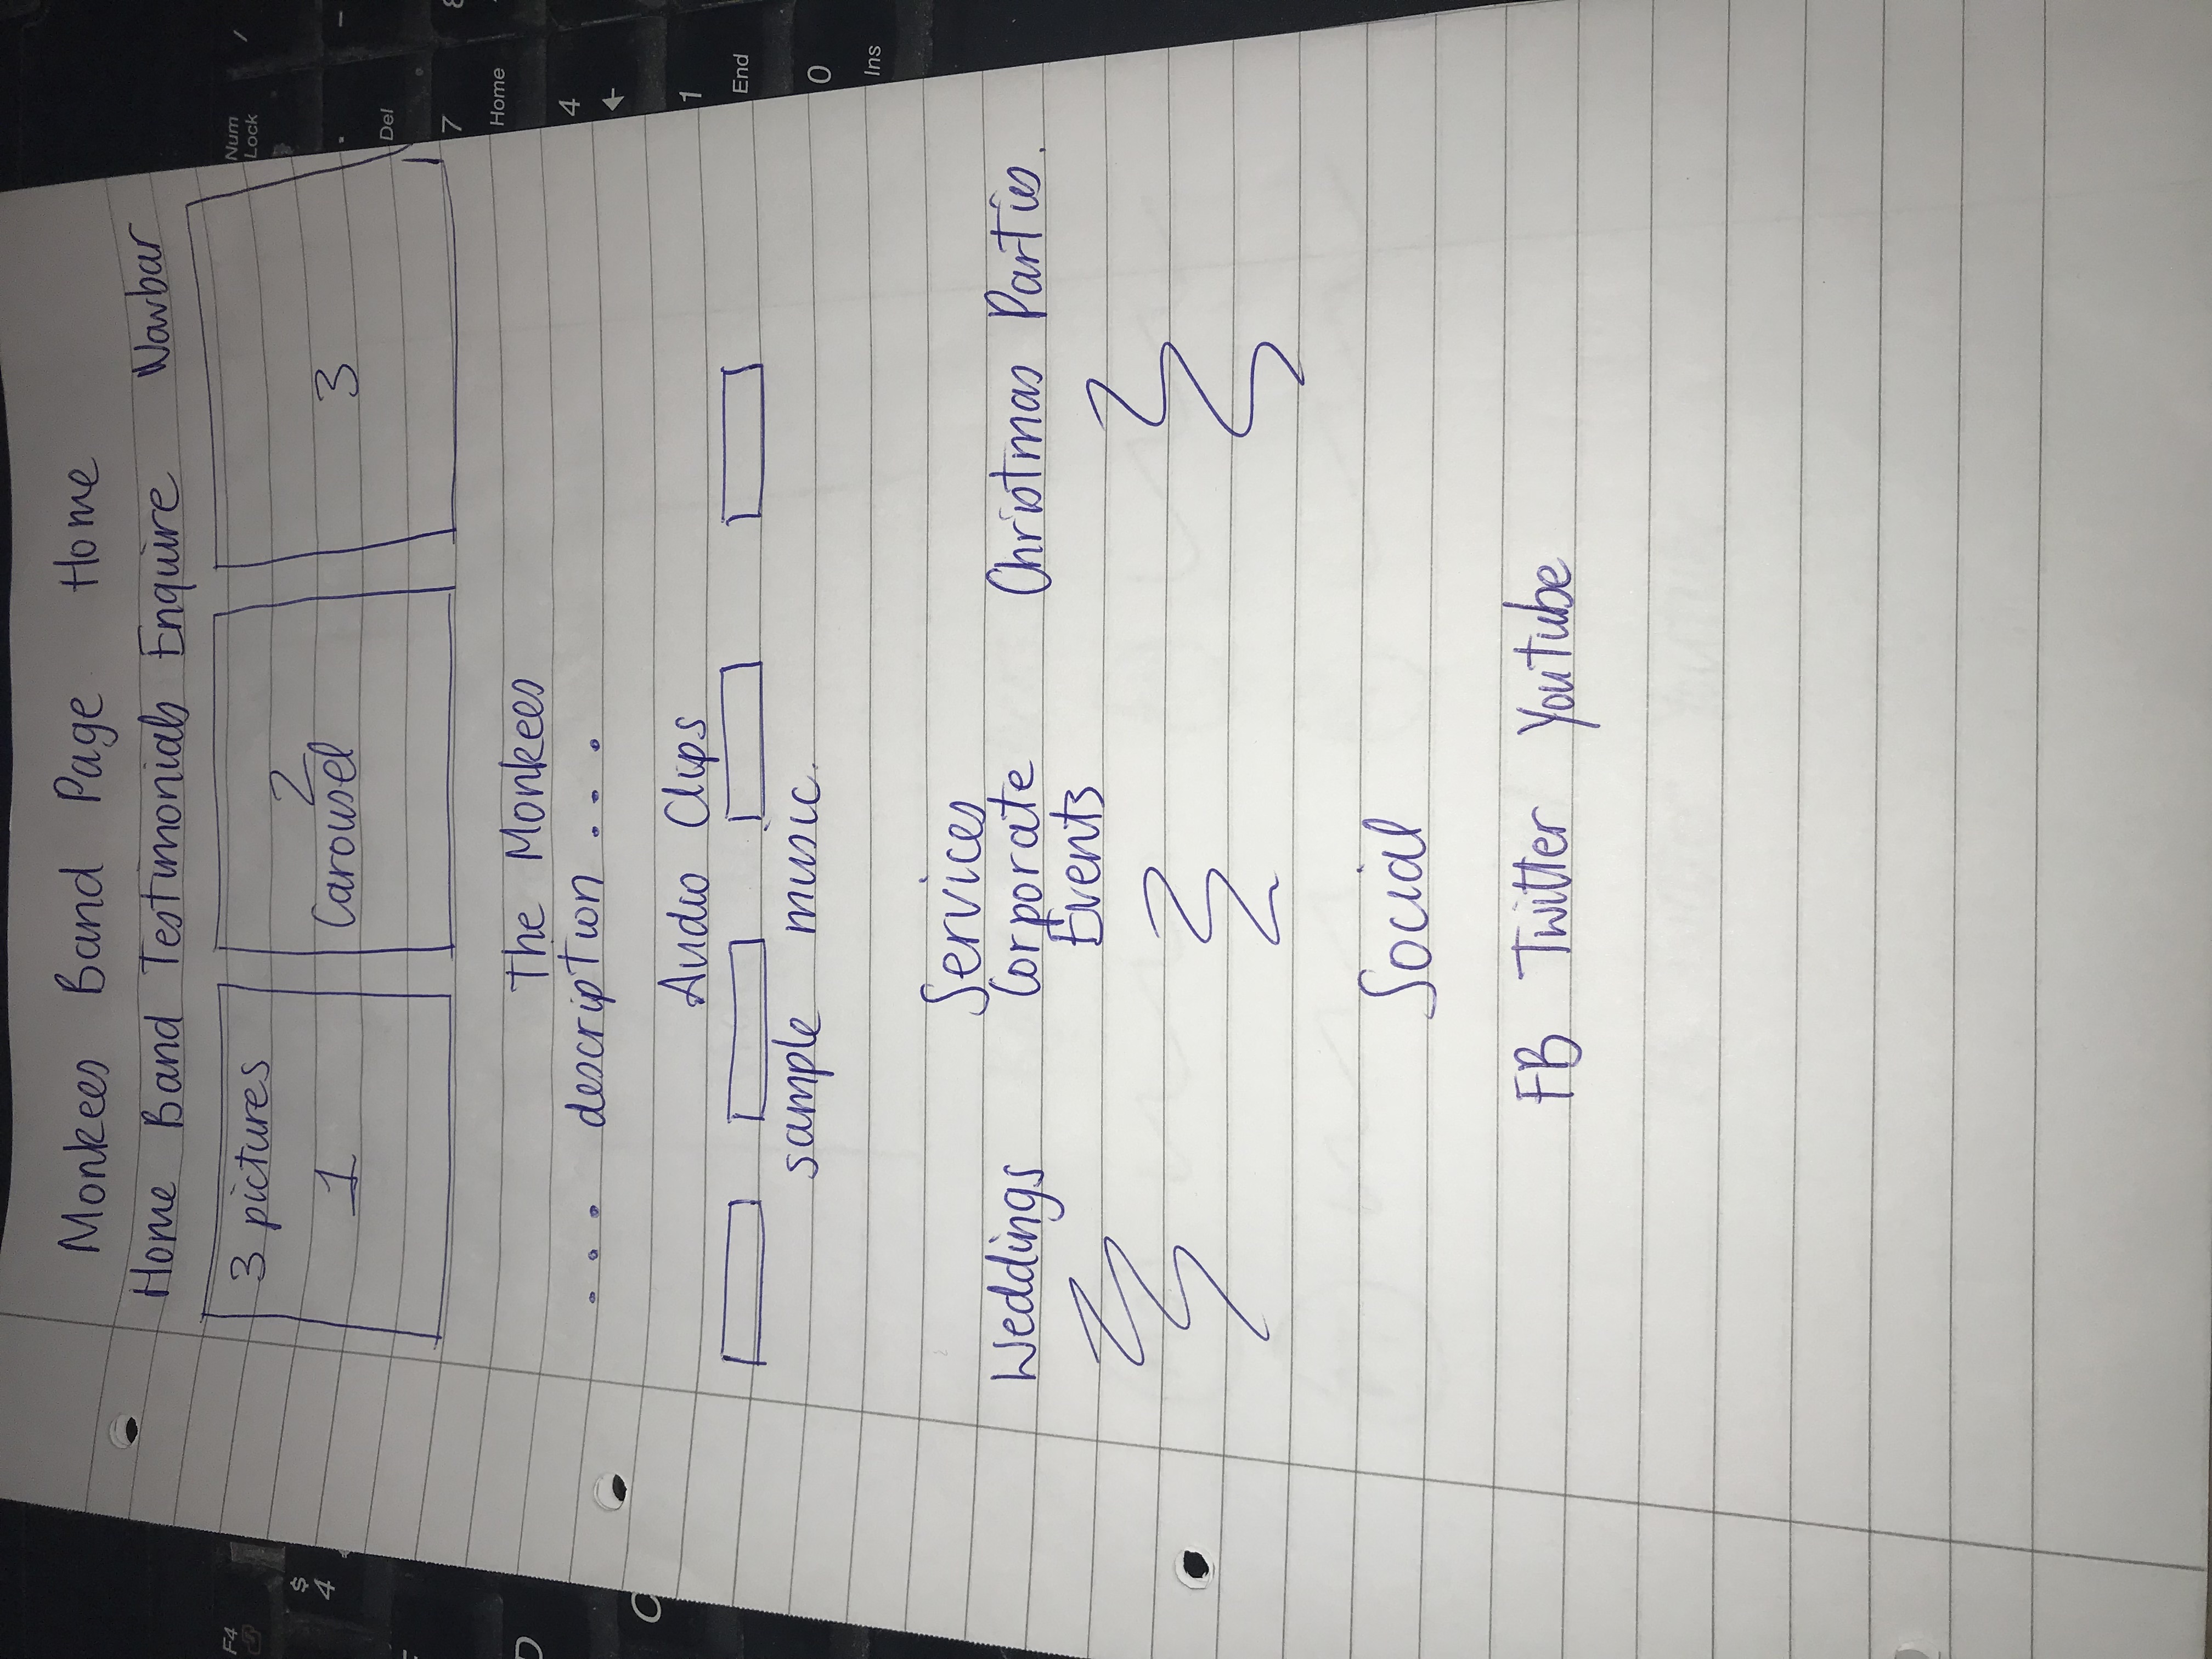 Monkees Band Page Home
Home Band Testimonials Enquire Navbar
3 pictures
1
2
Carousel
3
The Monkees
... description ...
Audio Clips
sample music.
Services
Weddings
Corporate
Events
Christmas Parties.
Social
FB Twitter Youtube
F4
$
4
D
C
Num
Lock
/
.
Del
-
7
Home
8
4
←
1
End
0
Ins